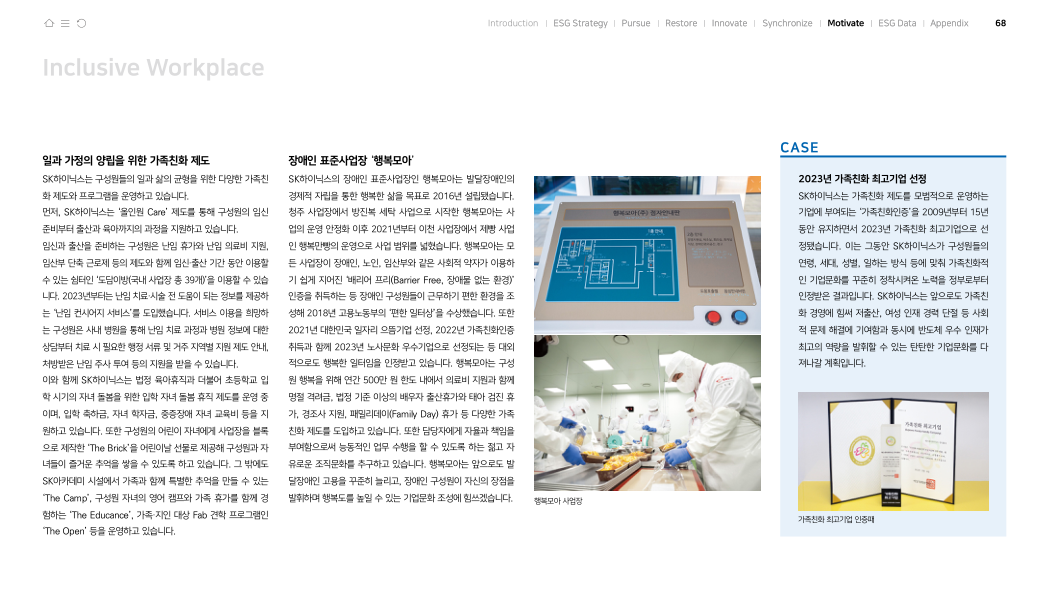 Introduction | ESG Strategy | Pursue | Restore | Innovate | Synchronize | Motivate | ESG Data | Appendix 68
Inclusive Workplace
일과 가정의 양립을 위한 가족친화 제도
SK하이닉스는 구성원들의 일과 삶의 균형을 위한 다양한 가족친
화 제도와 프로그램을 운영하고 있습니다.
먼저, SK하이닉스는 ‘올인원 Care’ 제도를 통해 구성원의 임신
준비부터 출산과 육아까지의 과정을 지원하고 있습니다.
임신과 출산을 준비하는 구성원은 난임 휴가와 난임 의료비 지원,
임산부 단축 근로제 등의 제도와 함께 임신·출산 기간 동안 이용할
수 있는 쉼터인 ‘도담이방(국내 사업장 총 39개)’을 이용할 수 있습
니다. 2023년부터는 난임 치료·시술 전 도움이 되는 정보를 제공하
는 ‘난임 컨시어지 서비스’를 도입했습니다. 서비스 이용을 희망하
는 구성원은 사내 병원을 통해 난임 치료 과정과 병원 정보에 대한
상담부터 치료 시 필요한 행정 서류 및 거주 지역별 지원 제도 안내,
처방받은 난임 주사 투여 등의 지원을 받을 수 있습니다.
이와 함께 SK하이닉스는 법정 육아휴직과 더불어 초등학교 입
학 시기의 자녀 돌봄을 위한 입학 자녀 돌봄 휴직 제도를 운영 중
이며, 입학 축하금, 자녀 학자금, 중증장애 자녀 교육비 등을 지
원하고 있습니다. 또한 구성원의 어린이 자녀에게 사업장을 블록
으로 제작한 ‘The Brick’을 어린이날 선물로 제공해 구성원과 자
녀들이 즐거운 추억을 쌓을 수 있도록 하고 있습니다. 그 밖에도
SK아카데미 시설에서 가족과 함께 특별한 추억을 만들 수 있는
‘The Camp’, 구성원 자녀의 영어 캠프와 가족 휴가를 함께 경
험하는 ‘The Educance’, 가족·지인 대상 Fab 견학 프로그램인
‘The Open’ 등을 운영하고 있습니다.
장애인 표준사업장 ‘행복모아’
SK하이닉스의 장애인 표준사업장인 행복모아는 발달장애인의
경제적 자립을 통한 행복한 삶을 목표로 2016년 설립됐습니다.
청주 사업장에서 방진복 세탁 사업으로 시작한 행복모아는 사
업의 운영 안정화 이후 2021년부터 이천 사업장에서 제빵 사업
인 행복만빵의 운영으로 사업 범위를 넓혔습니다. 행복모아는 모
든 사업장이 장애인, 노인, 임산부와 같은 사회적 약자가 이용하
기 쉽게 지어진 ‘배리어 프리(Barrier Free, 장애물 없는 환경)’
인증을 취득하는 등 장애인 구성원들이 근무하기 편한 환경을 조
성해 2018년 고용노동부의 ‘편한 일터상’을 수상했습니다. 또한
2021년 대한민국 일자리 으뜸기업 선정, 2022년 가족친화인증
취득과 함께 2023년 노사문화 우수기업으로 선정되는 등 대외
적으로도 행복한 일터임을 인정받고 있습니다. 행복모아는 구성
원 행복을 위해 연간 500만 원 한도 내에서 의료비 지원과 함께
명절 격려금, 법정 기준 이상의 배우자 출산휴가와 태아 검진 휴
가, 경조사 지원, 패밀리데이(Family Day) 휴가 등 다양한 가족
친화 제도를 도입하고 있습니다. 또한 담당자에게 자율과 책임을
부여함으로써 능동적인 업무 수행을 할 수 있도록 하는 젊고 자
유로운 조직문화를 추구하고 있습니다. 행복모아는 앞으로도 발
달장애인 고용을 꾸준히 늘리고, 장애인 구성원이 자신의 장점을
발휘하며 행복도를 높일 수 있는 기업문화 조성에 힘쓰겠습니다.
행복모아(주) 점자안내판
1층 안내
행복모아 사업장
CASE
2023년 가족친화 최고기업 선정
SK하이닉스는 가족친화 제도를 모범적으로 운영하는
기업에 부여되는 ‘가족친화인증’을 2009년부터 15년
동안 유지하면서 2023년 가족친화 최고기업으로 선
정됐습니다. 이는 그동안 SK하이닉스가 구성원들의
연령, 세대, 성별, 일하는 방식 등에 맞춰 가족친화적
인 기업문화를 꾸준히 정착시켜온 노력을 정부로부터
인정받은 결과입니다. SK하이닉스는 앞으로도 가족친
화 경영에 힘써 저출산, 여성 인재 경력 단절 등 사회
적 문제 해결에 기여함과 동시에 반도체 우수 인재가
최고의 역량을 발휘할 수 있는 탄탄한 기업문화를 다
져나갈 계획입니다.
가족친화 최고기업
가족친화 최고기업 인증패